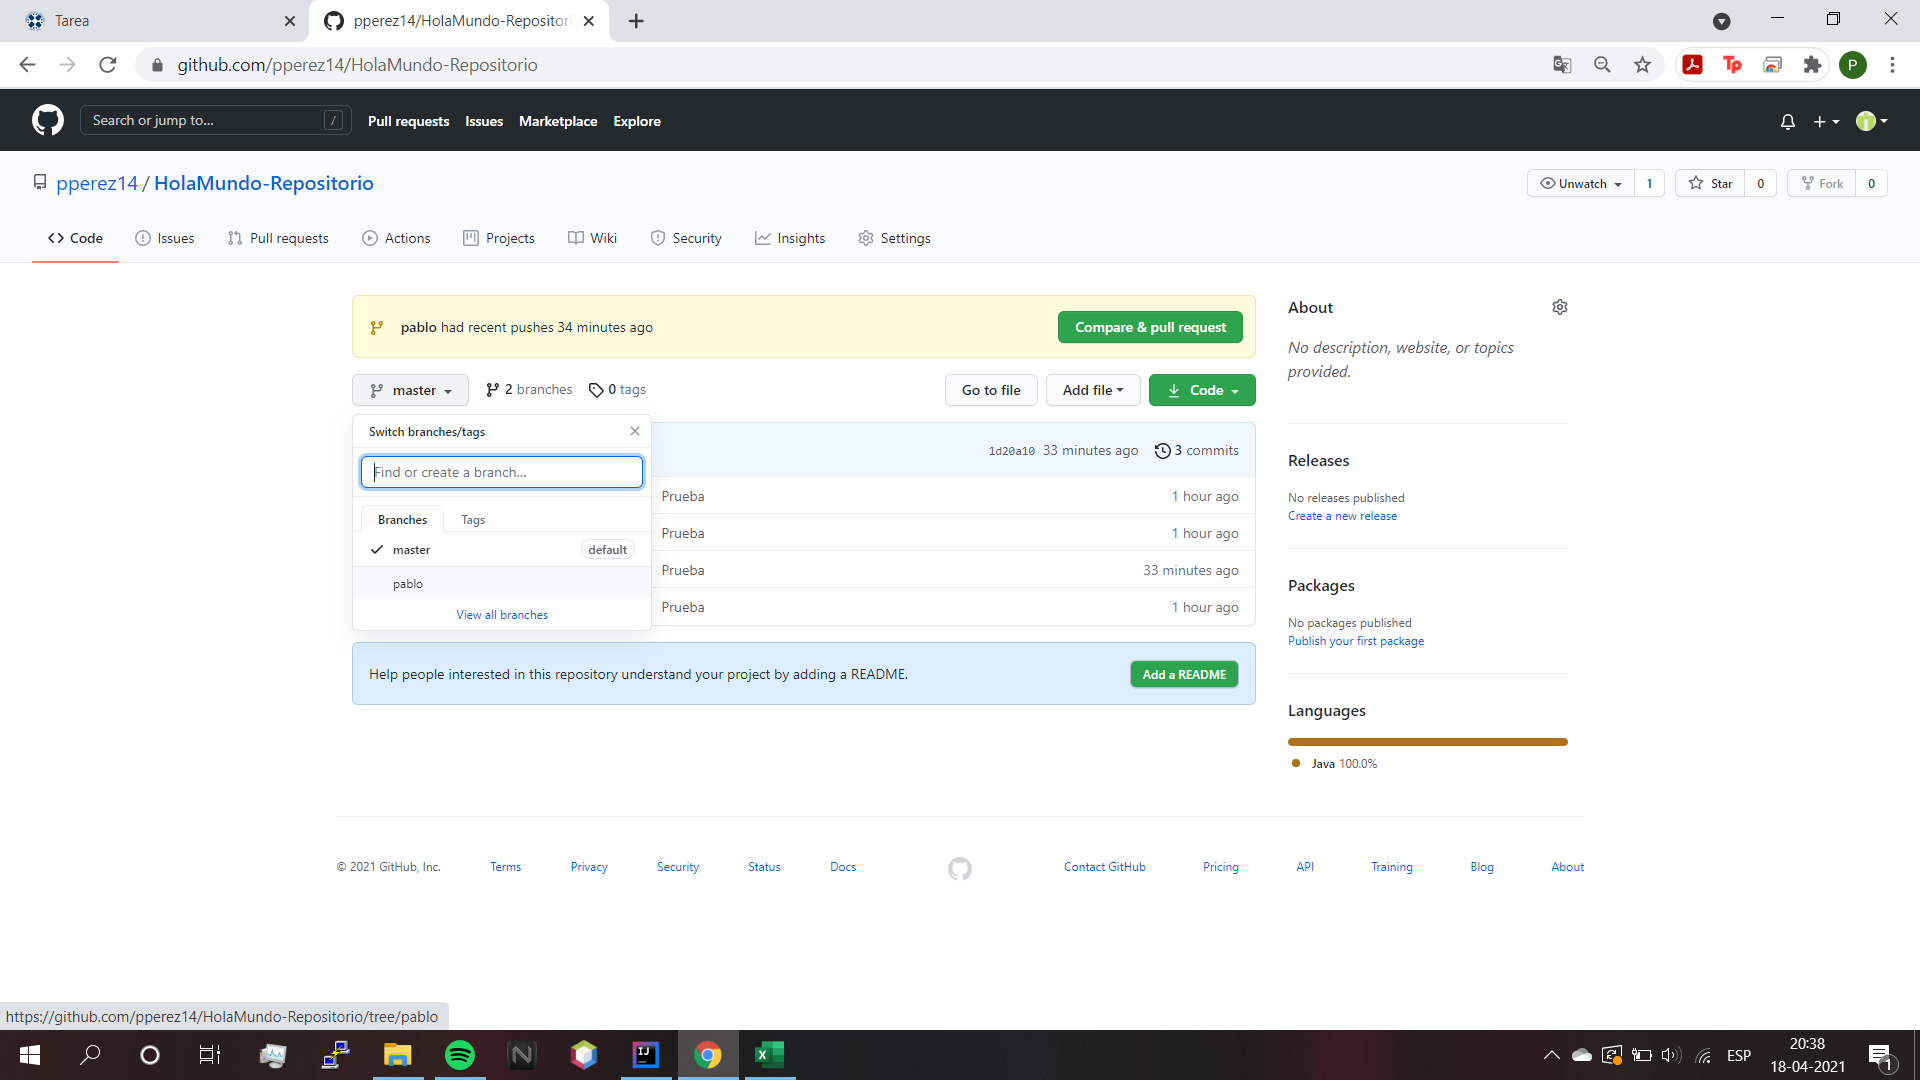 Tarea
pperez14/HolaMundo-Repositori
github.com/pperez14/HolaMundo-Repositorio
P
Search or jump to...
/
Pull requests
Issues
Marketplace
Explore
pperez14 / HolaMundo-Repositorio
Unwatch
1
Star
0
Fork
0
Code
Issues
Pull requests
Actions
Projects
Wiki
Security
Insights
Settings
pablo had recent pushes 34 minutes ago
Compare & pull request
About
No description, website, or topics
provided.
master
2 branches
0 tags
Go to file
Add file
Code
Switch branches/tags
Find or create a branch...
Branches
Tags
master
default
pablo
View all branches
1d20a10 33 minutes ago
3 commits
Prueba
1 hour ago
Prueba
1 hour ago
Prueba
33 minutes ago
Prueba
1 hour ago
Releases
No releases published
Create a new release
Packages
No packages published
Publish your first package
Help people interested in this repository understand your project by adding a README.
Add a README
Languages
Java 100.0%
© 2021 GitHub, Inc.
Terms
Privacy
Security
Status
Docs
Contact GitHub
Pricing
API
Training
Blog
About
https://github.com/pperez14/HolaMundo-Repositorio/tree/pablo
ESP
20:38
18-04-2021
1